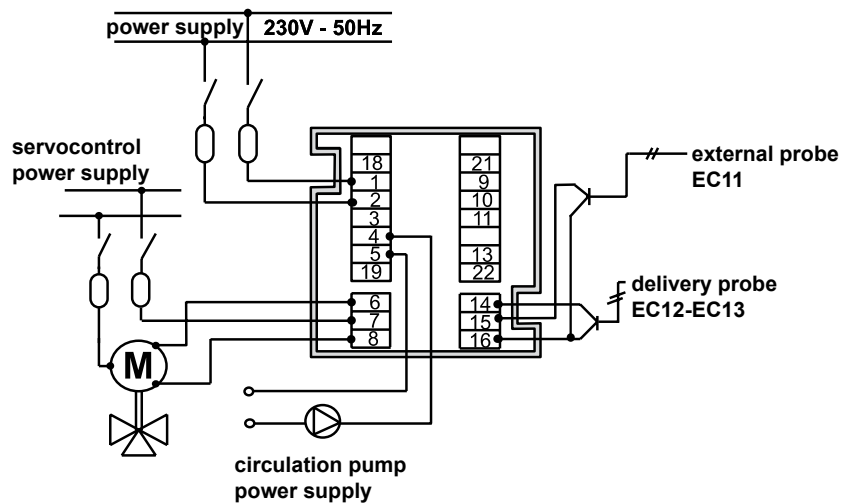 power supply 230V - 50Hz
servocontrol
power supply
external probe
EC11
delivery probe
EC12-EC13
18
1
2
3
4
5
19
6
7
8
21
9
10
11
13
22
14
15
16
M
circulation pump
power supply